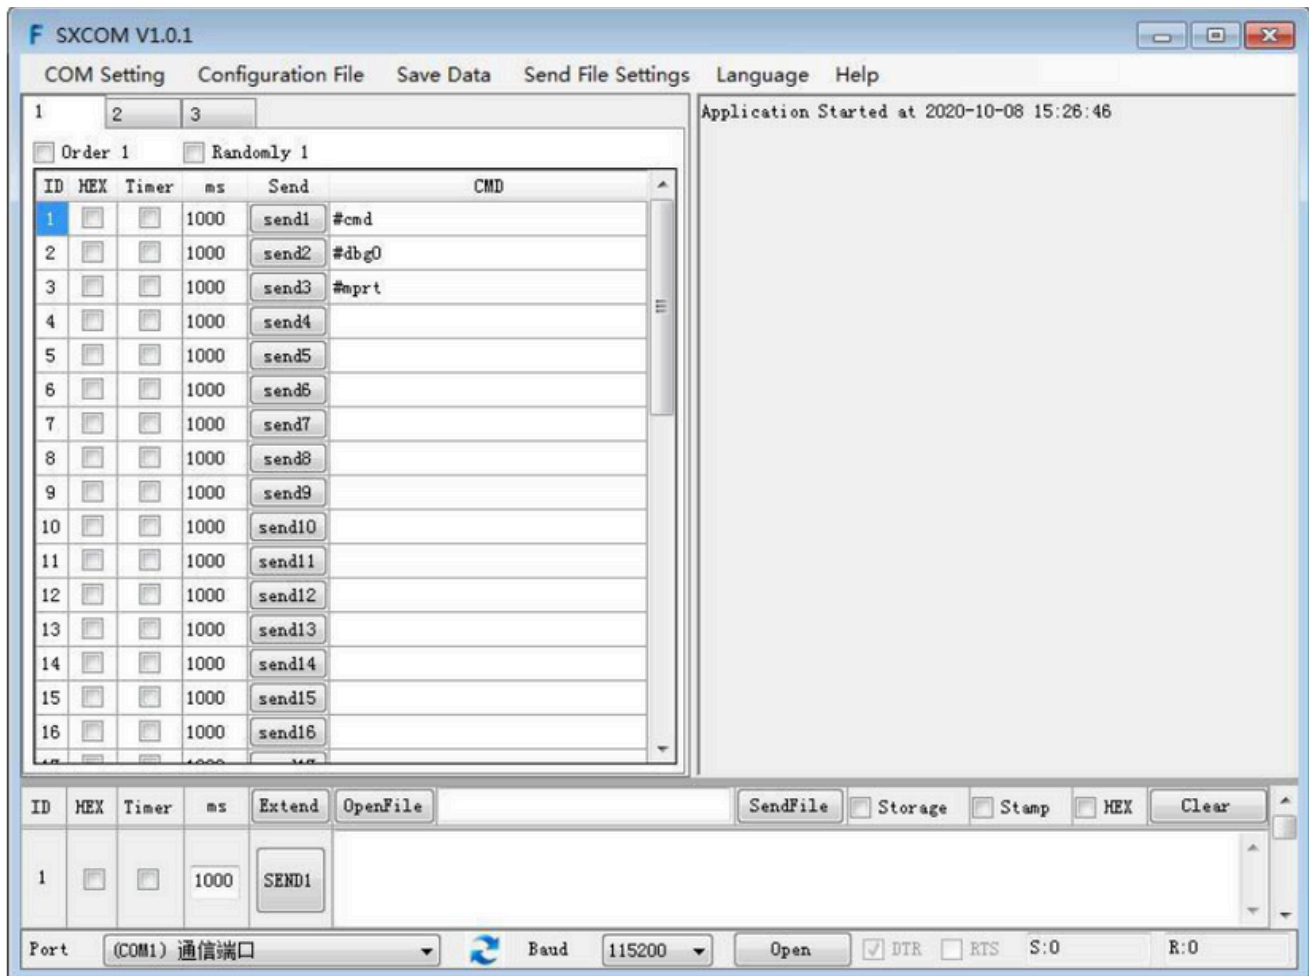 SXCOM V1.0.1
COM Setting Configuration File Save Data Send File Settings Language Help
1 2 3
Order 1 Randomly 1
ID HEX Timer ms Send CMD
1 1000 send1 #cmd
2 1000 send2 #dbg0
3 1000 send3 #mprt
4 1000 send4
5 1000 send5
6 1000 send6
7 1000 send7
8 1000 send8
9 1000 send9
10 1000 send10
11 1000 send11
12 1000 send12
13 1000 send13
14 1000 send14
15 1000 send15
16 1000 send16
Application Started at 2020-10-08 15:26:46
ID HEX Timer ms Extend OpenFile SendFile Storage Stamp HEX Clear
1 1000 SEND1
Port (COM1) 通信端口 Baud 115200 Open DTR RTS S:0 R:0